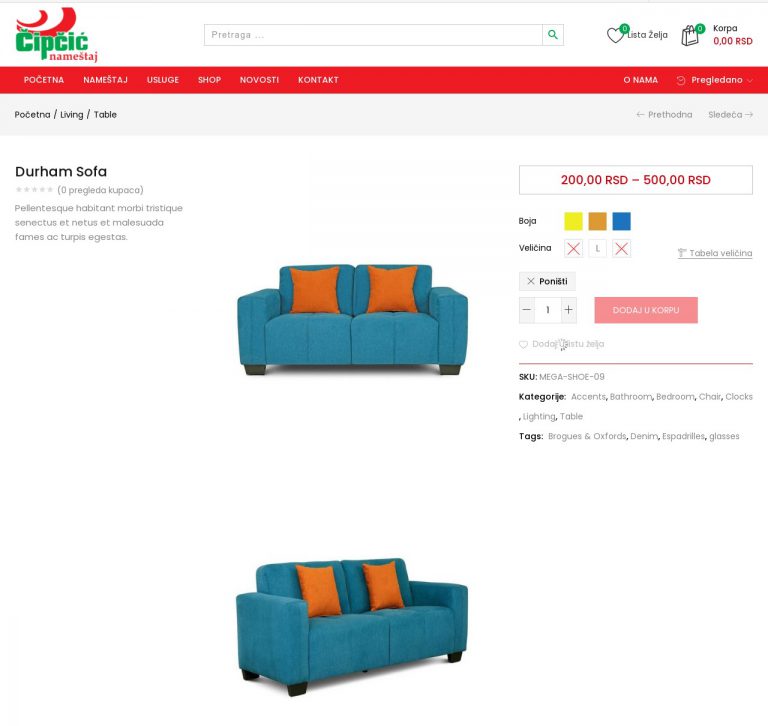 Čipčić
nameštaj
Pretraga ...
0
Lista Želja
0
Korpa
0,00 RSD
POČETNA NAMEŠTAJ USLUGE SHOP NOVOSTI KONTAKT O NAMA Pregledano
Početna / Living / Table
Prethodna Sledeća
Durham Sofa
(0 pregleda kupaca)
Pellentesque habitant morbi tristique
senectus et netus et malesuada
fames ac turpis egestas.
200,00 RSD – 500,00 RSD
Boja
Veličina L Tabela veličina
Poništi
1 DODAJ U KORPU
SKU: MEGA-SHOE-09
Kategorije: Accents, Bathroom, Bedroom, Chair, Clocks
, Lighting, Table
Tags: Brogues & Oxfords, Denim, Espadrilles, glasses